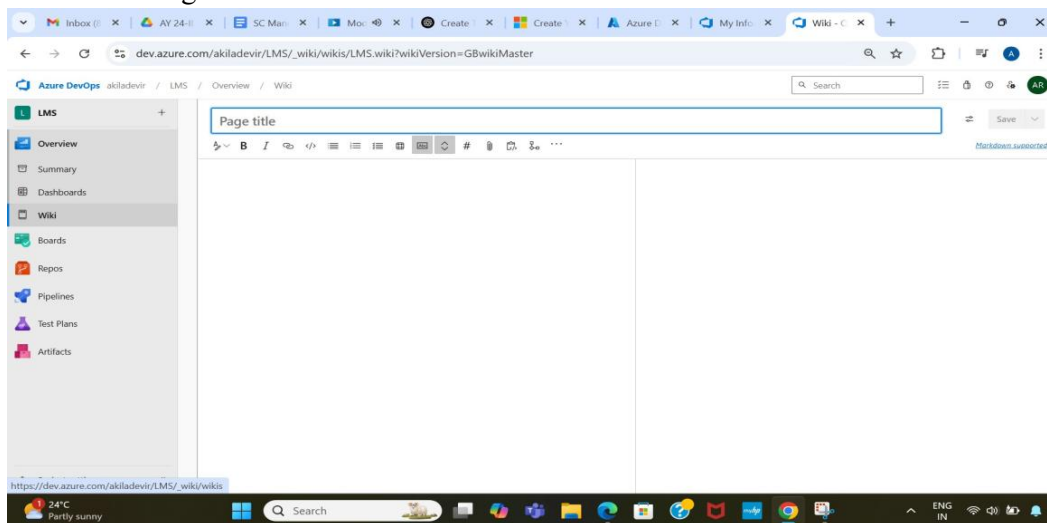 Inbox (
AY 24-
SC Man
Mod
Create
Create
Azure D
My Info
Wiki - C
dev.azure.com/akiladevir/LMS/_wiki/wikis/LMS.wiki?wikiVersion=GBwikiMaster
A
Azure DevOps akiladevir / LMS / Overview / Wiki
Search
AR
L LMS +
Page title
Save
Overview
B I </> #
Markdown supported
Summary
Dashboards
Wiki
Boards
Repos
Pipelines
Test Plans
Artifacts
https://dev.azure.com/akiladevir/LMS/_wiki/wikis
1
24°C
Partly sunny
Search
ENG
IN